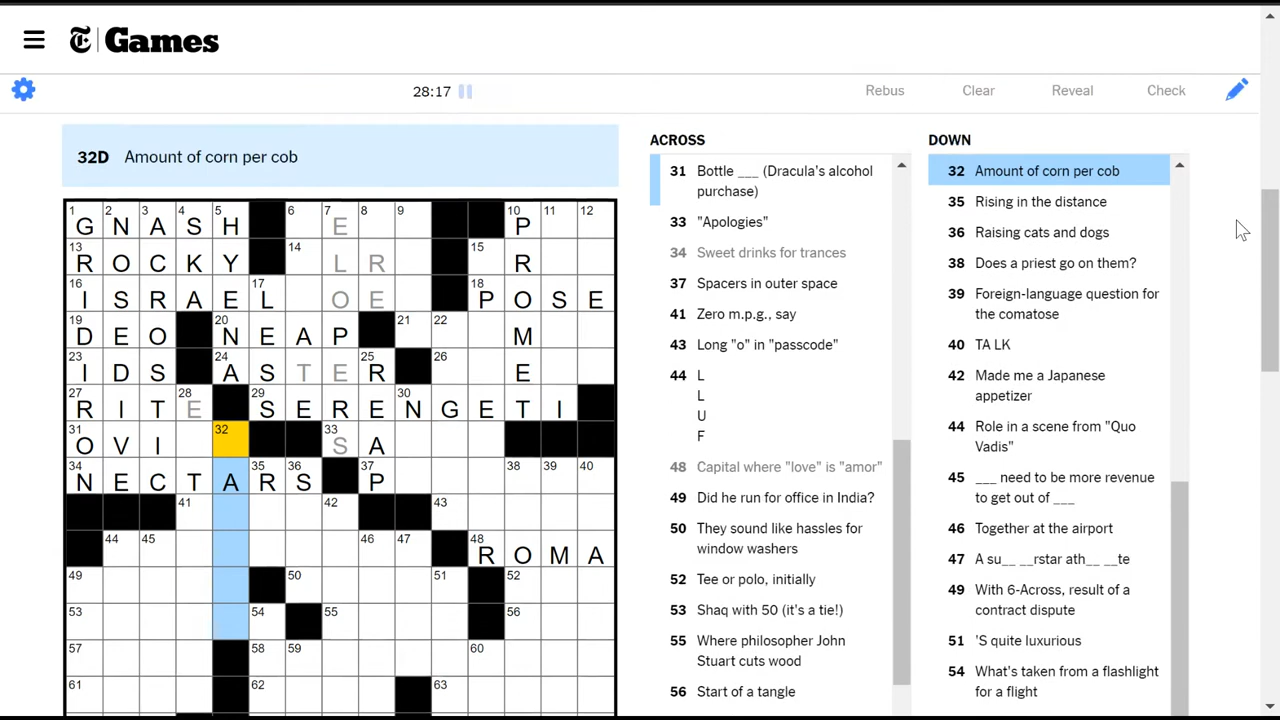 T Games
28:17
Rebus
Clear
Reveal
Check
32D Amount of corn per cob
1 G 2 N 3 A 4 S 5 H 6 7 E 8 9 10 P 11 12
13 R O C K Y 14 L R 15 R
16 I S R A E 17 L O E 18 P O S E
19 D E O 20 N E A P 21 22 M
23 I D S 24 A S T E 25 R 26 E
27 R I T 28 E 29 S E R E 30 N G E T I
31 O V I 32 33 S A
34 N E C T A 35 R 36 S 37 P 38 39 40
41 42 43
44 45 46 47 48 R O M A
49 50 51 52
53 54 55 56
57 58 59 60
61 62 63
ACROSS
31 Bottle ___ (Dracula's alcohol
purchase)
33 "Apologies"
34 Sweet drinks for trances
37 Spacers in outer space
41 Zero m.p.g., say
43 Long "o" in "passcode"
44 L
L
U
F
48 Capital where "love" is "amor"
49 Did he run for office in India?
50 They sound like hassles for
window washers
52 Tee or polo, initially
53 Shaq with 50 (it's a tie!)
55 Where philosopher John
Stuart cuts wood
56 Start of a tangle
DOWN
32 Amount of corn per cob
35 Rising in the distance
36 Raising cats and dogs
38 Does a priest go on them?
39 Foreign-language question for
the comatose
40 TA LK
42 Made me a Japanese
appetizer
44 Role in a scene from "Quo
Vadis"
45 ___ need to be more revenue
to get out of ___
46 Together at the airport
47 A su__ __rstar ath__ __te
49 With 6-Across, result of a
contract dispute
51 'S quite luxurious
54 What's taken from a flashlight
for a flight